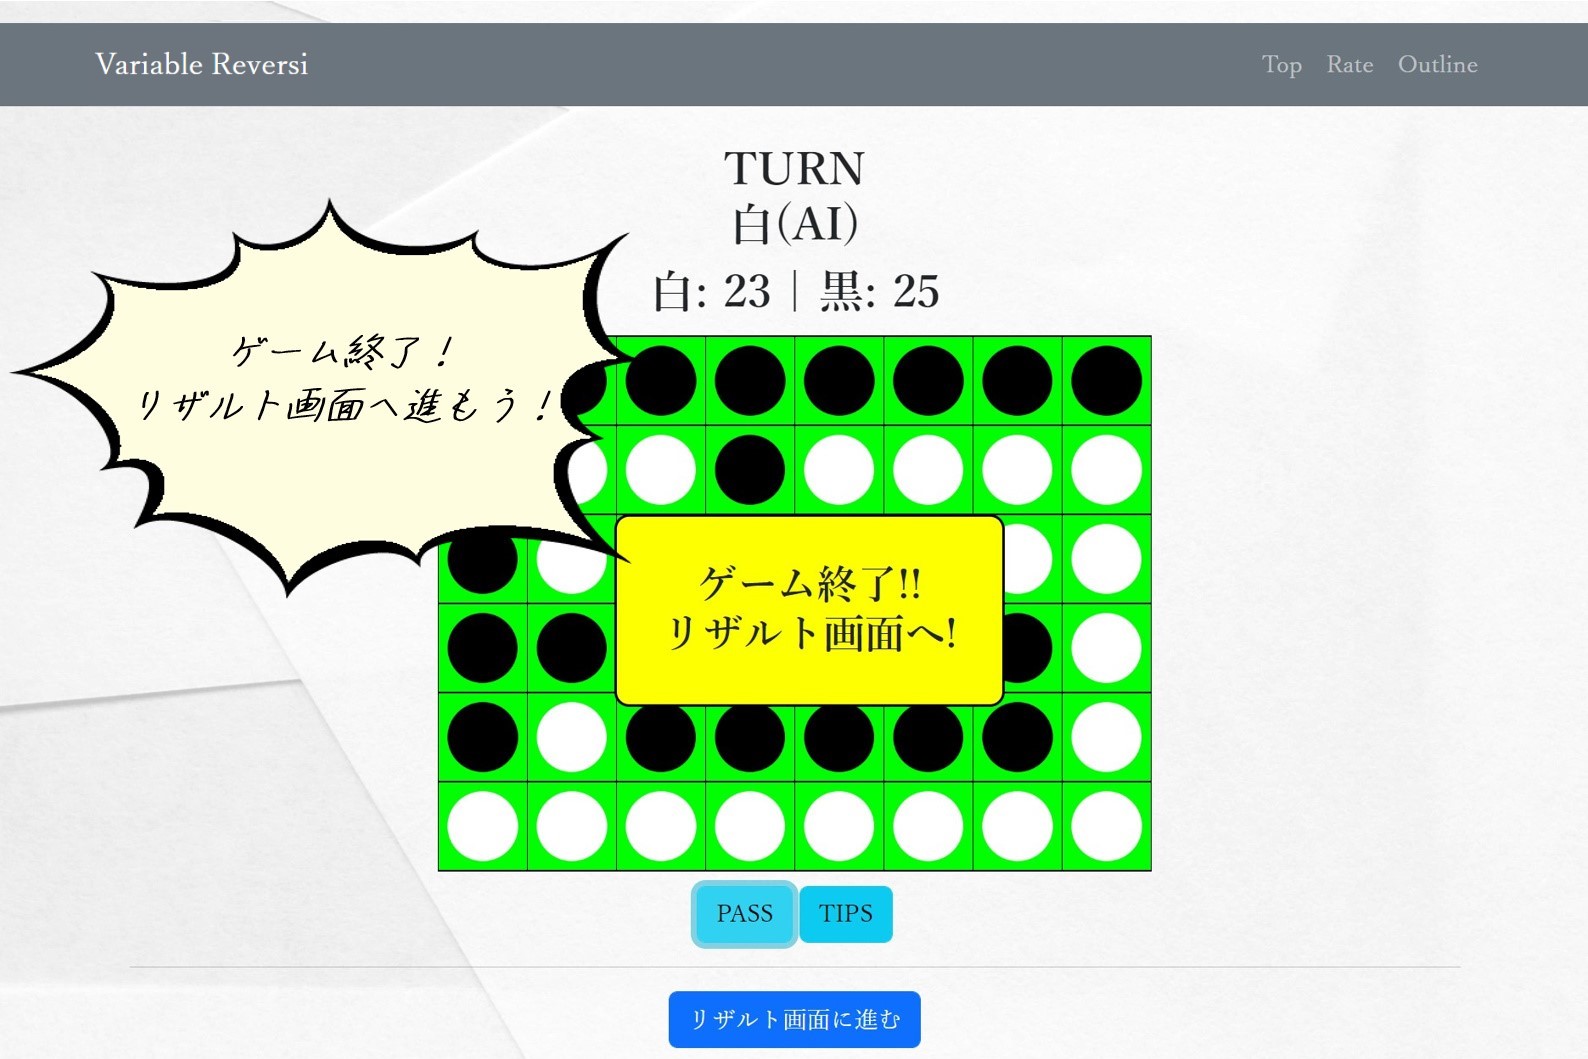 Variable Reversi
Top Rate Outline
TURN
白(AI)
白: 23 | 黒: 25
ゲーム終了！
リザルト画面へ進もう！
ゲーム終了!!
リザルト画面へ!
PASS TIPS
リザルト画面に進む